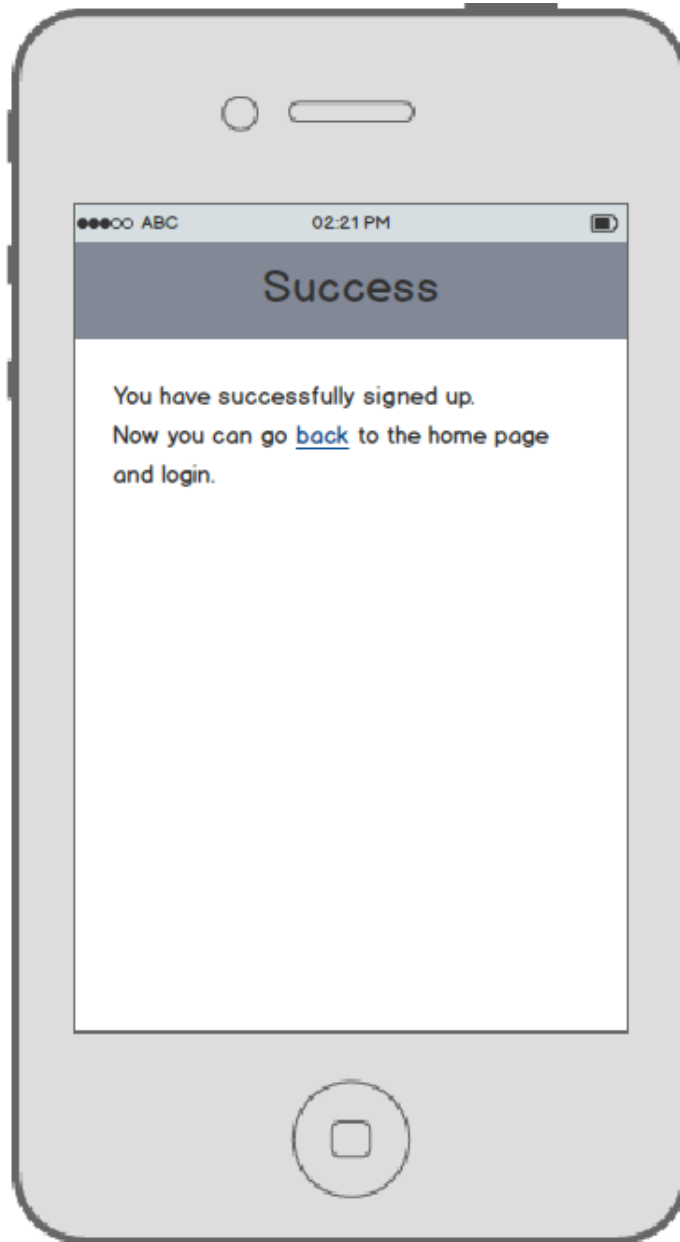 ABC 02:21 PM
Success
You have successfully signed up.
Now you can go back to the home page
and login.